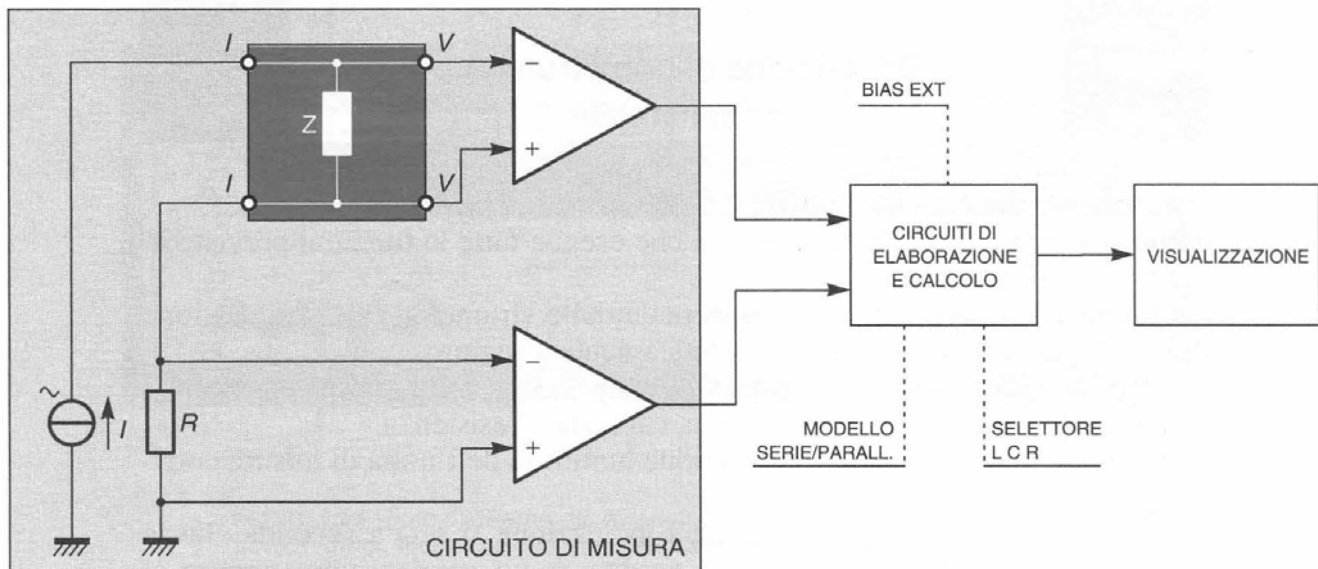 I
V
BIAS EXT
Z
I
V
CIRCUITI DI
ELABORAZIONE
E CALCOLO
VISUALIZZAZIONE
I
R
MODELLO
SERIE/PARALL.
SELETTORE
L C R
CIRCUITO DI MISURA